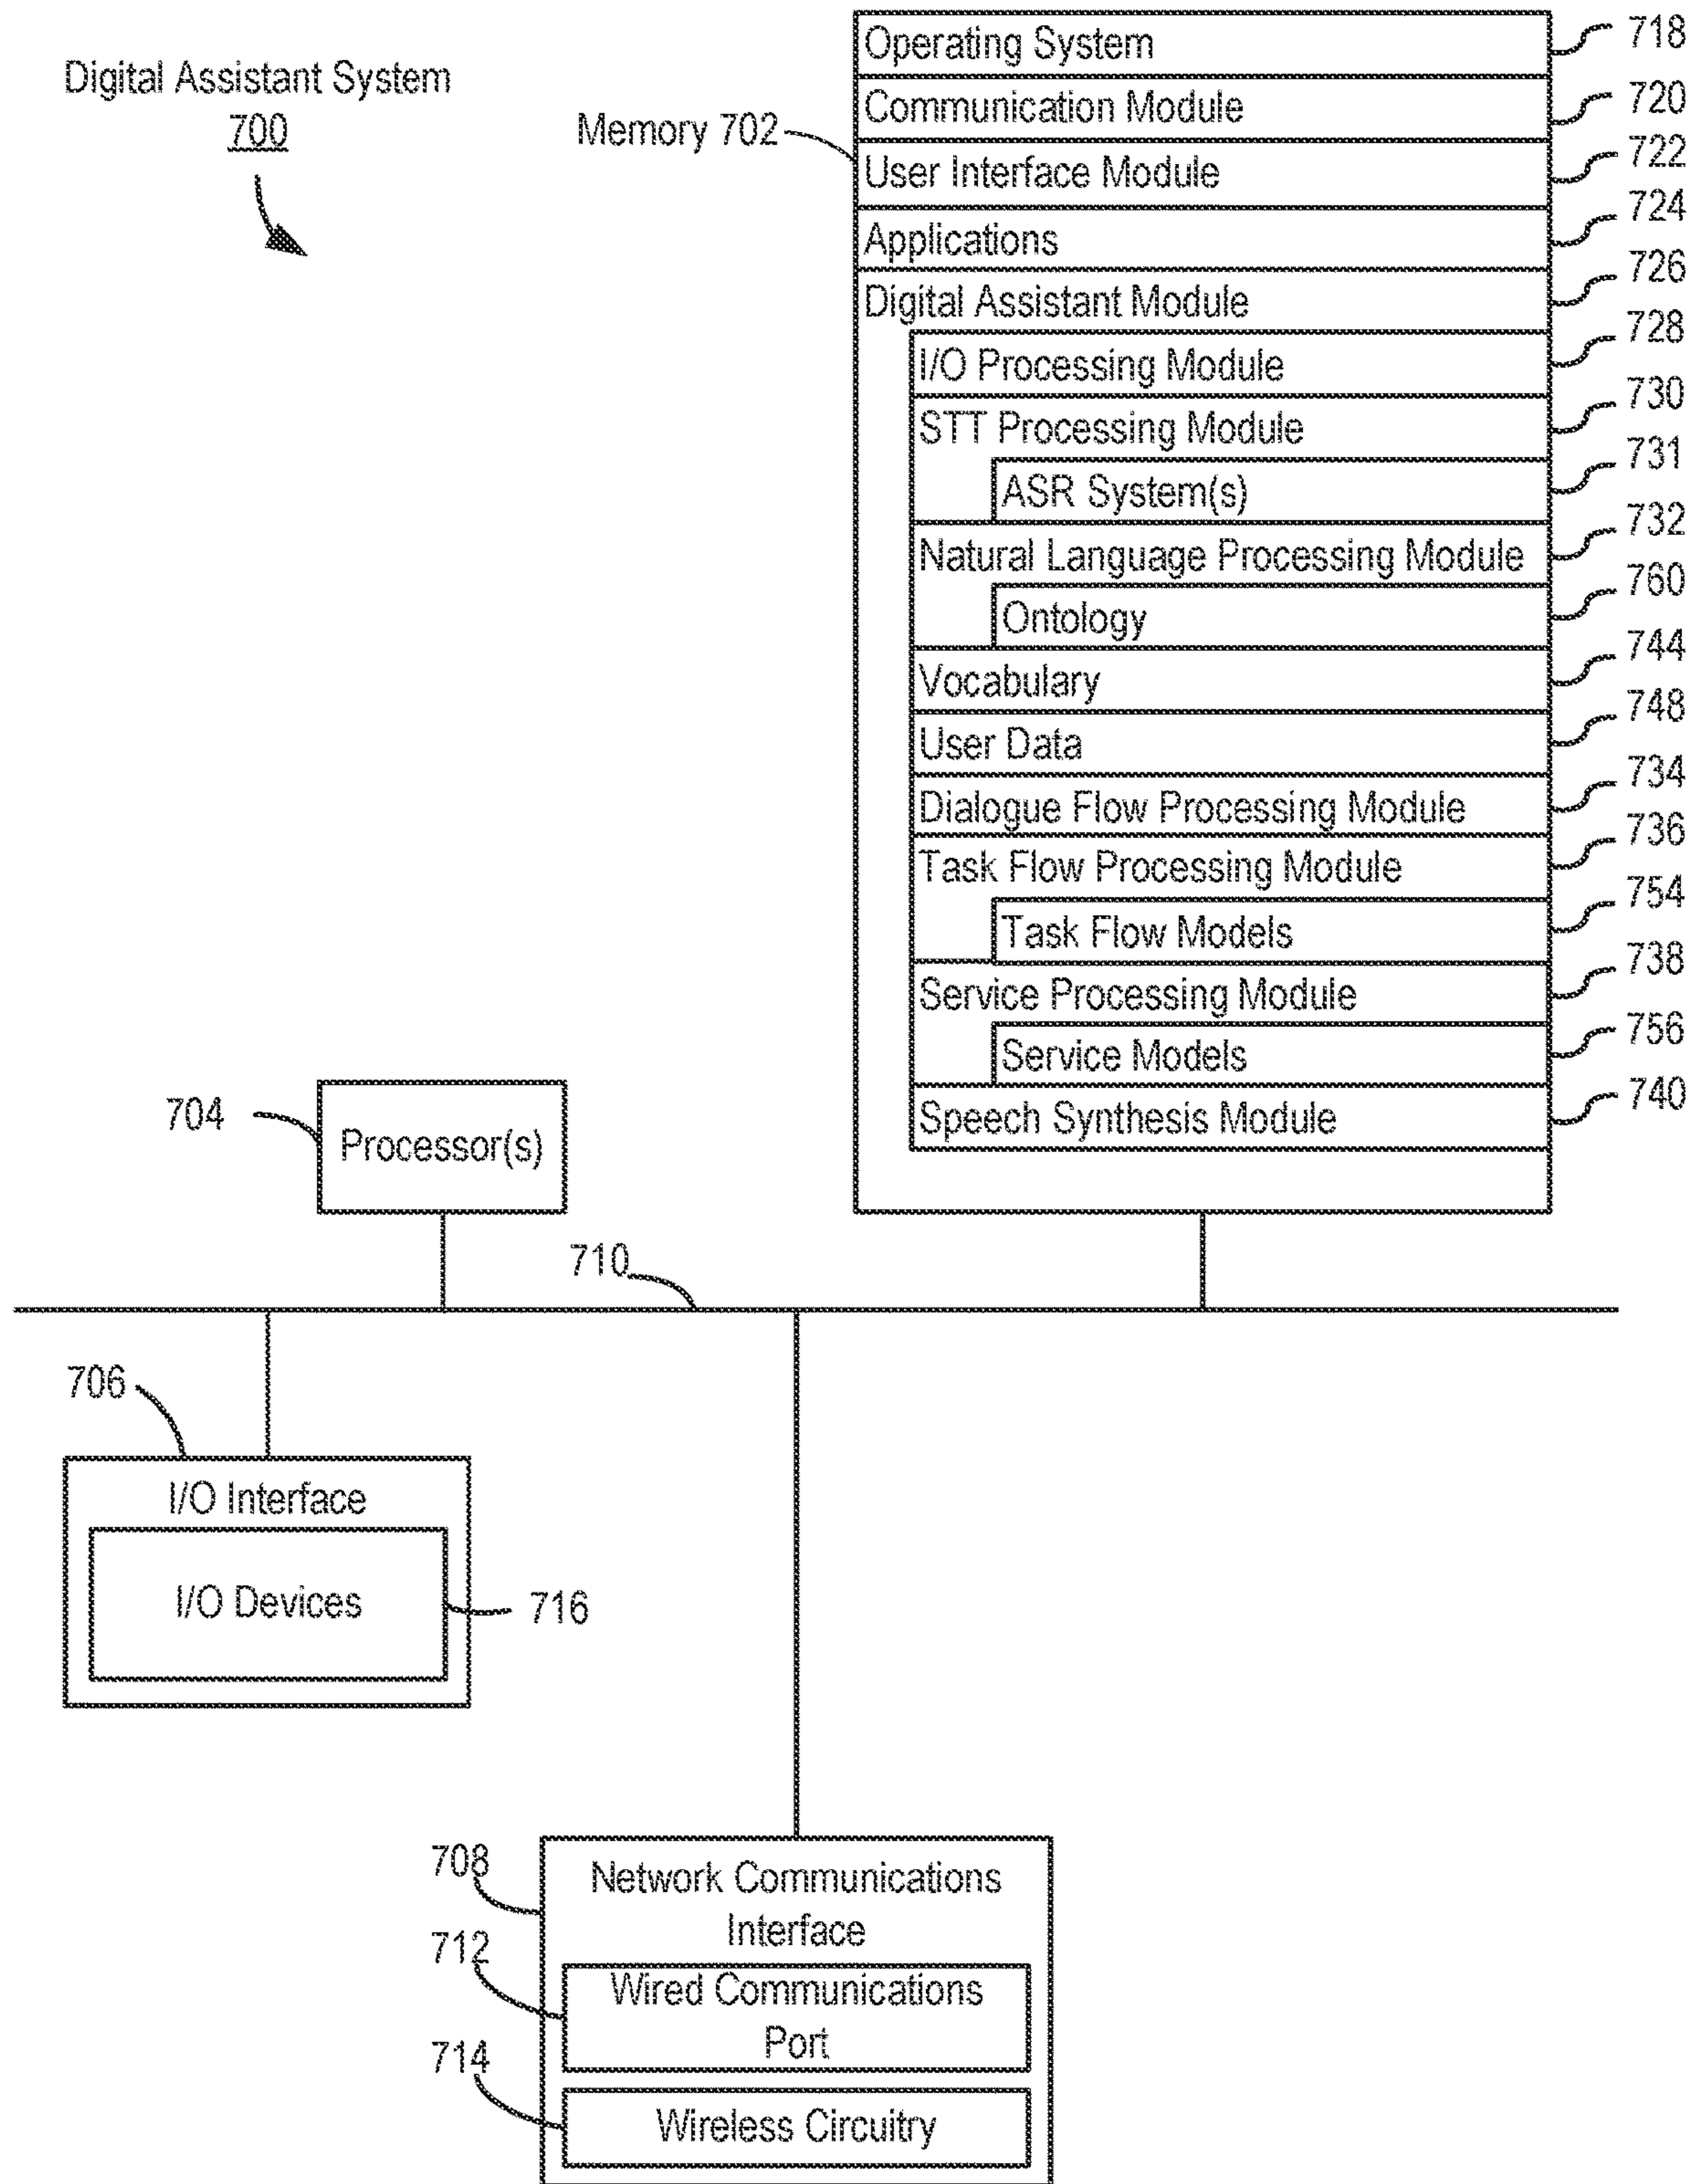 Digital Assistant System
700
Memory 702
Operating System 718
Communication Module 720
User Interface Module 722
Applications 724
Digital Assistant Module 726
I/O Processing Module 728
STT Processing Module 730
ASR System(s) 731
Natural Language Processing Module 732
Ontology 760
Vocabulary 744
User Data 748
Dialogue Flow Processing Module 734
Task Flow Processing Module 736
Task Flow Models 754
Service Processing Module 738
Service Models 756
Speech Synthesis Module 740
704
Processor(s)
710
706
I/O Interface
I/O Devices
716
708
Network Communications
Interface
712
Wired Communications
Port
714
Wireless Circuitry